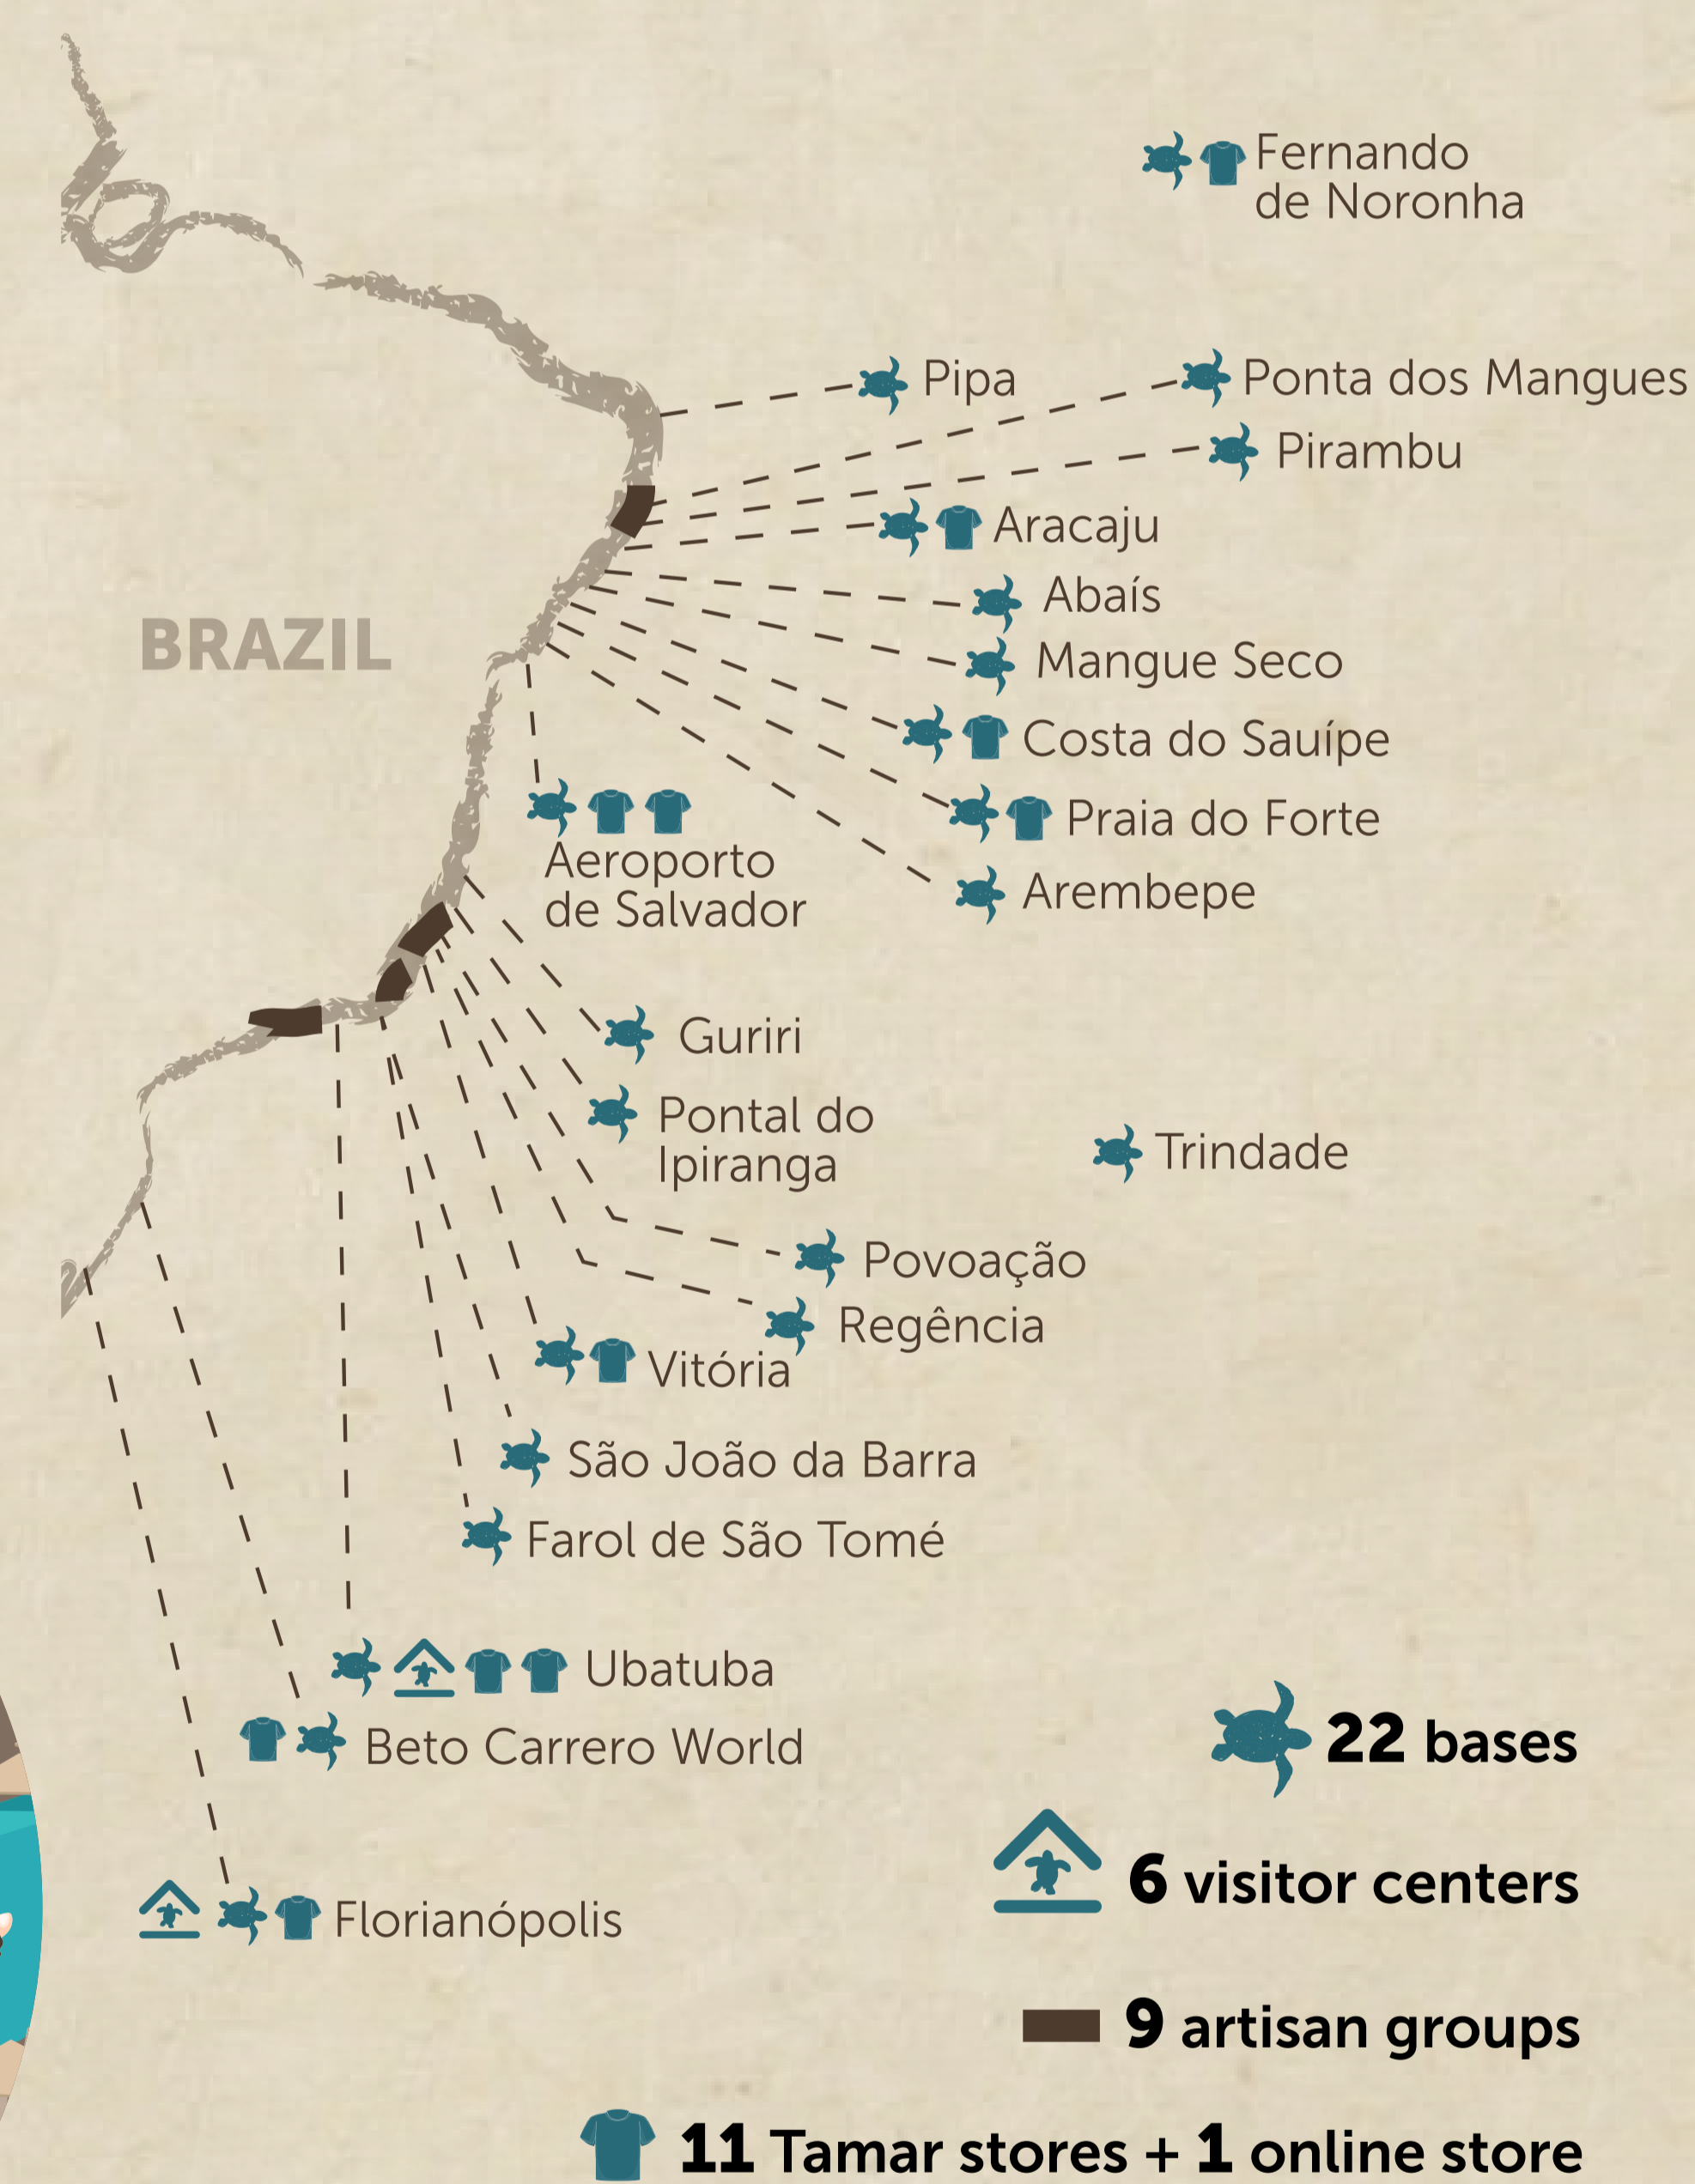 Fernando
de Noronha
Pipa
Ponta dos Mangues
Pirambu
Aracaju
Abaís
BRAZIL
Mangue Seco
Costa do Sauípe
Praia do Forte
Aeroporto
de Salvador
Arembepe
Guriri
Pontal do
Ipiranga
Trindade
Povoação
Regência
Vitória
São João da Barra
Farol de São Tomé
Ubatuba
Beto Carrero World
22 bases
6 visitor centers
Florianópolis
9 artisan groups
11 Tamar stores + 1 online store